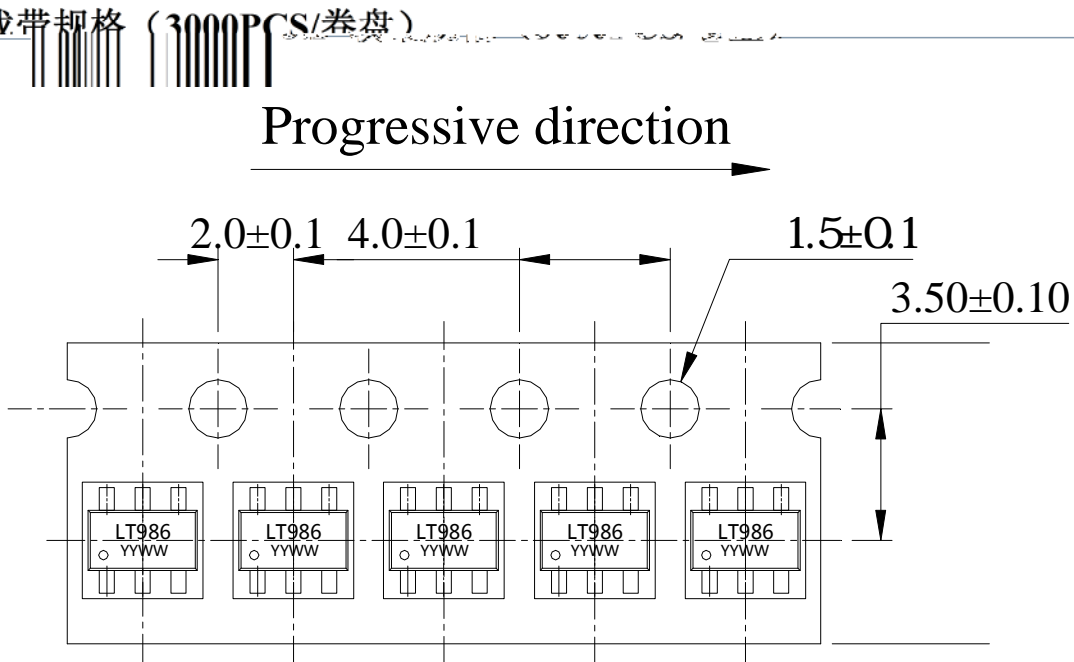 带规格（3000PCS/卷盘）
Progressive direction
2.0±0.1 4.0±0.1 1.5±0.1
3.50±0.10
LT986 LT986 LT986 LT986 LT986
YYWW YYWW YYWW YYWW YYWW